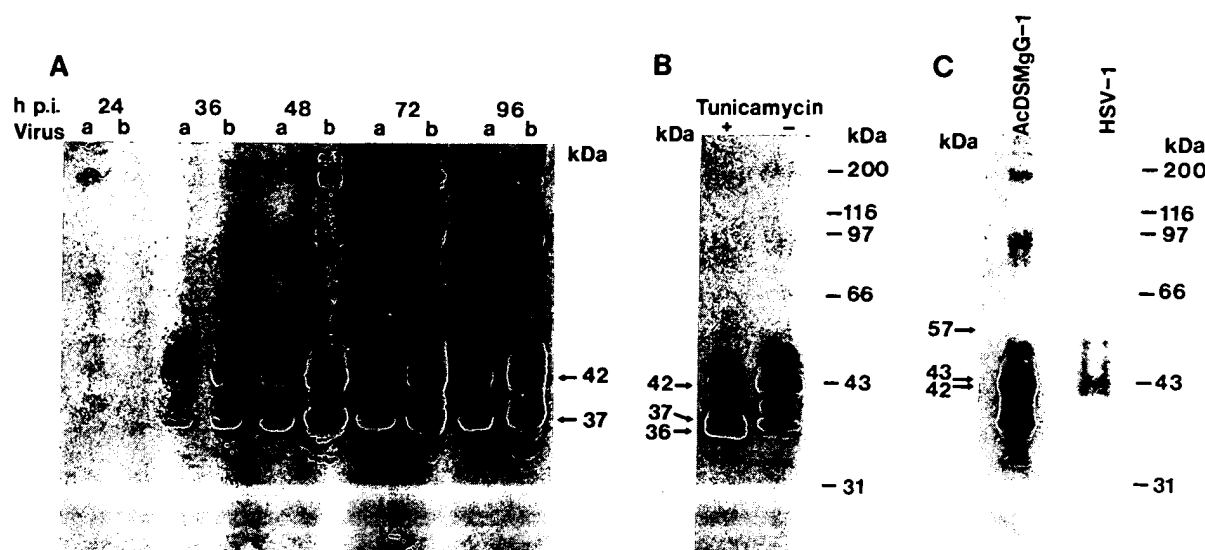 A
h p.i. 24 36 48 72 96
Virus a b a b a b a b a b
kDa
42
37
B
Tunicamycin
kDa + − kDa
−200
−116
−97
−66
42 −43
37
36
−31
C
AcDSMgG−1
HSV−1
kDa kDa
−200
−116
−97
−66
57
43
42 −43
−31